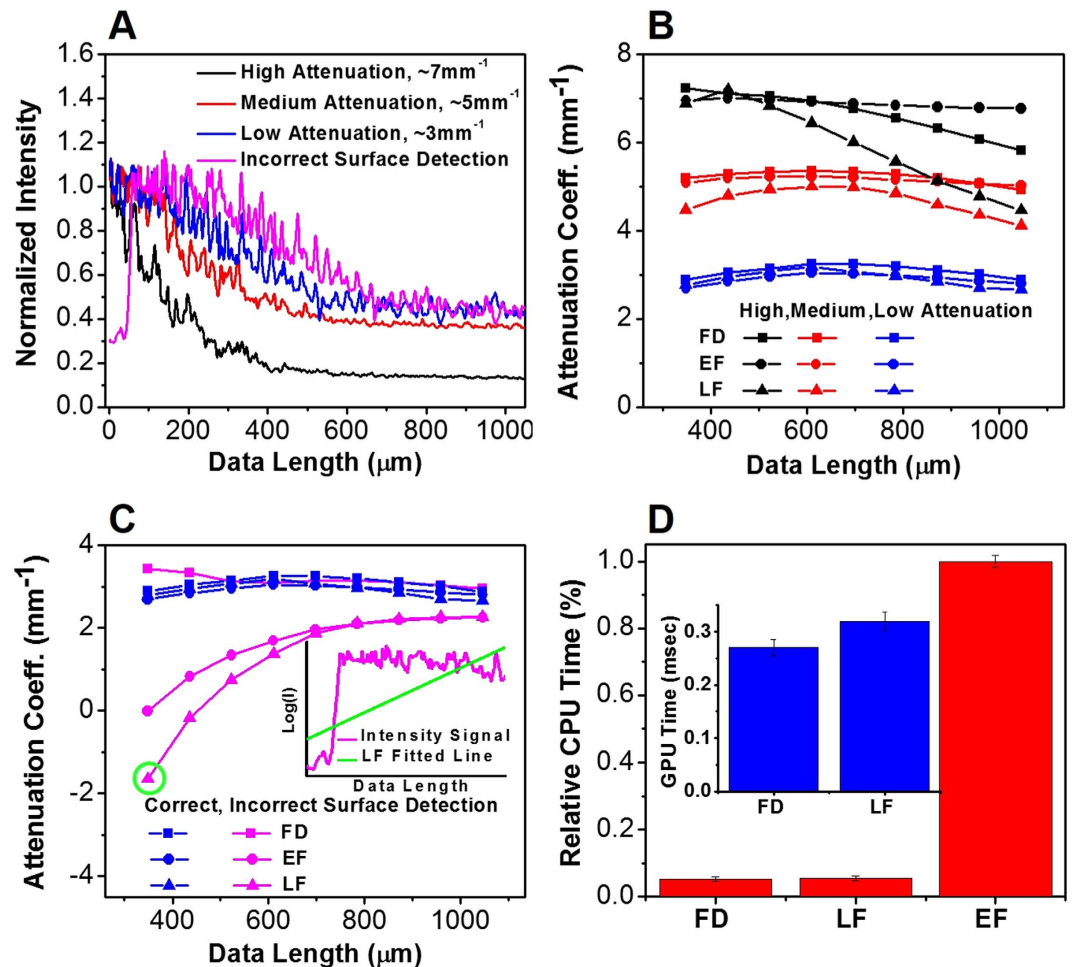 A
Normalized Intensity
1.6
1.4
1.2
1.0
0.8
0.6
0.4
0.2
0.0
High Attenuation, ~7mm⁻¹
Medium Attenuation, ~5mm⁻¹
Low Attenuation, ~3mm⁻¹
Incorrect Surface Detection
0 200 400 600 800 1000
Data Length (μm)
B
Attenuation Coeff. (mm⁻¹)
8
6
4
2
0
High,Medium,Low Attenuation
FD
EF
LF
400 600 800 1000
Data Length (μm)
C
Attenuation Coeff. (mm⁻¹)
4
2
0
-2
-4
Log(I)
Intensity Signal
LF Fitted Line
Data Length
Correct, Incorrect Surface Detection
FD
EF
LF
400 600 800 1000
Data Length (μm)
D
Relative CPU Time (%)
1.0
0.8
0.6
0.4
0.2
0.0
GPU Time (msec)
0.3
0.2
0.1
0.0
FD LF
FD LF EF